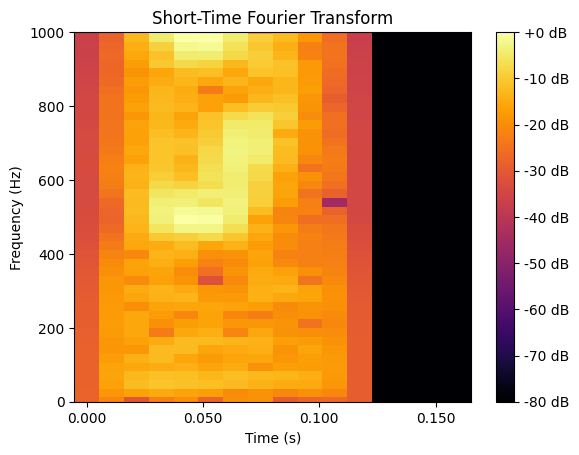 Short-Time Fourier Transform
Frequency (Hz)
1000
800
600
400
200
0
0.000
0.050
0.100
0.150
Time (s)
+0 dB
-10 dB
-20 dB
-30 dB
-40 dB
-50 dB
-60 dB
-70 dB
-80 dB